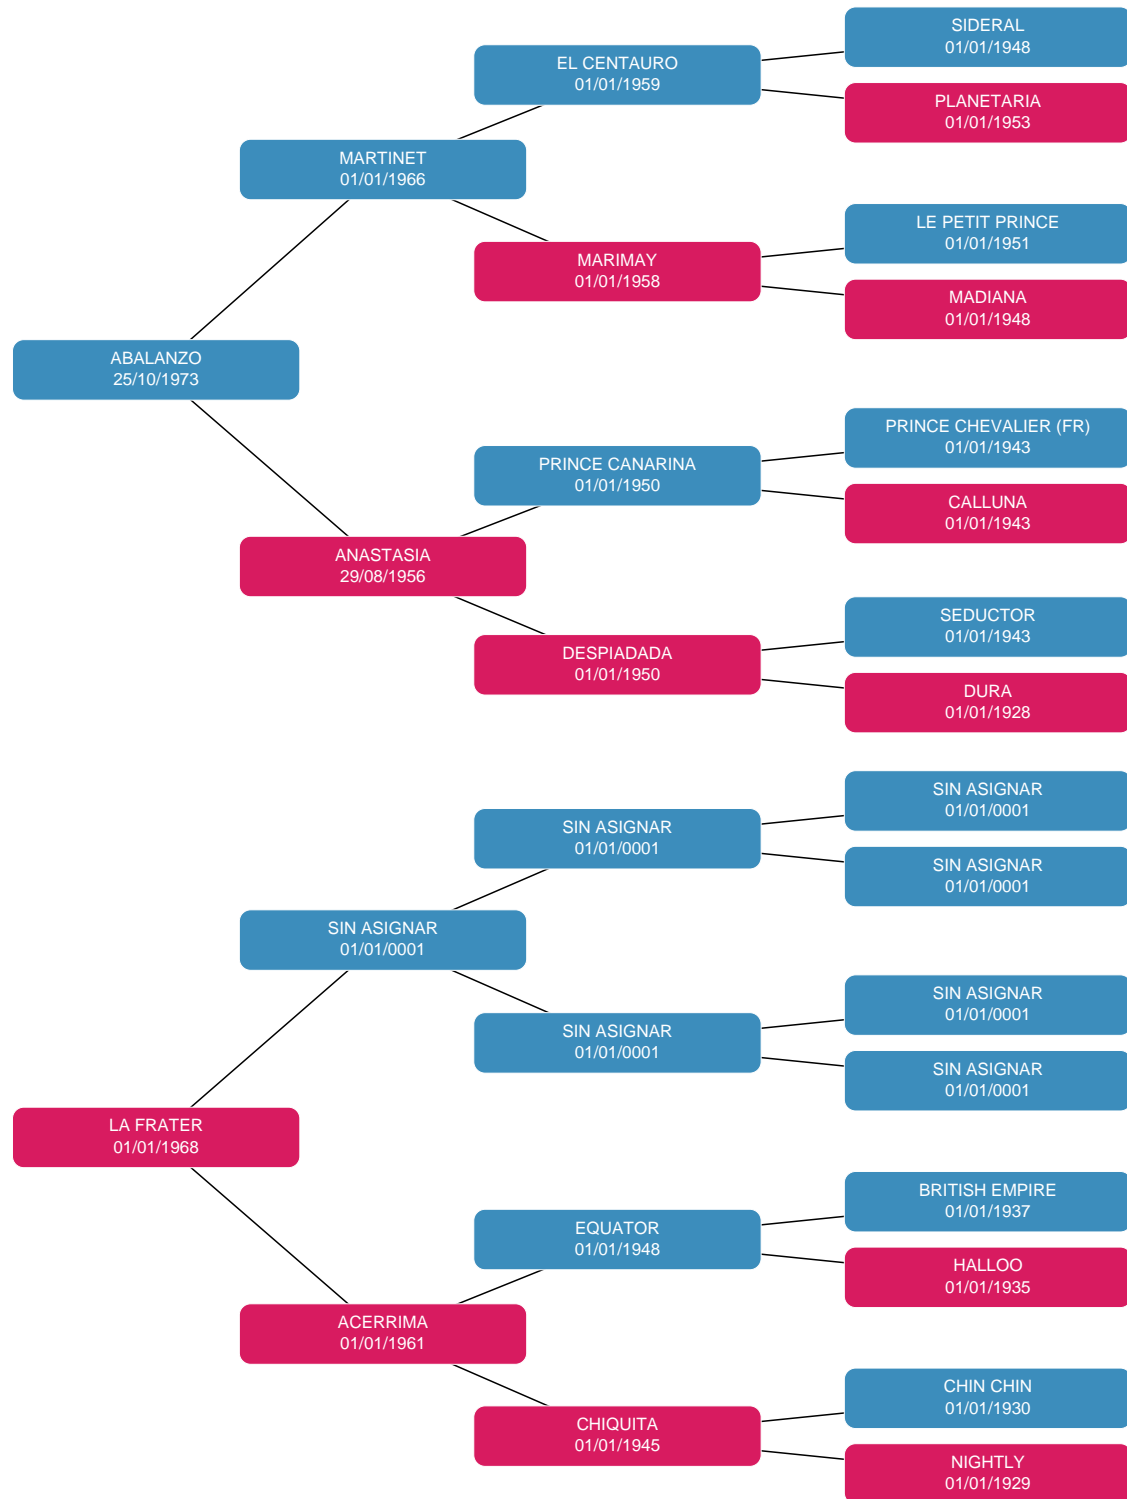 SIDERAL
01/01/1948
EL CENTAURO
01/01/1959
PLANETARIA
01/01/1953
MARTINET
01/01/1966
LE PETIT PRINCE
01/01/1951
MARIMAY
01/01/1958
MADIANA
01/01/1948
ABALANZO
25/10/1973
PRINCE CHEVALIER (FR)
01/01/1943
PRINCE CANARINA
01/01/1950
CALLUNA
01/01/1943
ANASTASIA
29/08/1956
SEDUCTOR
01/01/1943
DESPIADADA
01/01/1950
DURA
01/01/1928
SIN ASIGNAR
01/01/0001
SIN ASIGNAR
01/01/0001
SIN ASIGNAR
01/01/0001
SIN ASIGNAR
01/01/0001
SIN ASIGNAR
01/01/0001
SIN ASIGNAR
01/01/0001
SIN ASIGNAR
01/01/0001
LA FRATER
01/01/1968
BRITISH EMPIRE
01/01/1937
EQUATOR
01/01/1948
HALLOO
01/01/1935
ACERRIMA
01/01/1961
CHIN CHIN
01/01/1930
CHIQUITA
01/01/1945
NIGHTLY
01/01/1929